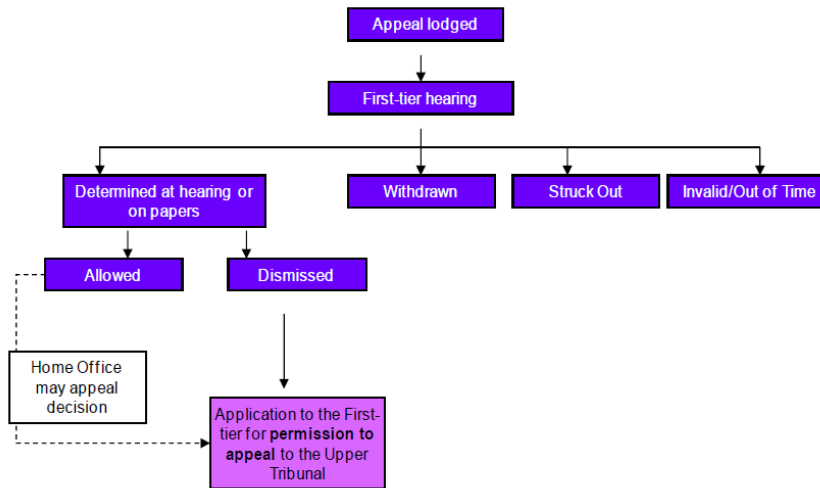 Appeal lodged
First-tier hearing
Determined at hearing or
on papers
Withdrawn
Struck Out
Invalid/Out of Time
Allowed
Dismissed
Home Office
may appeal
decision
Application to the First-
tier for permission to
appeal to the Upper
Tribunal